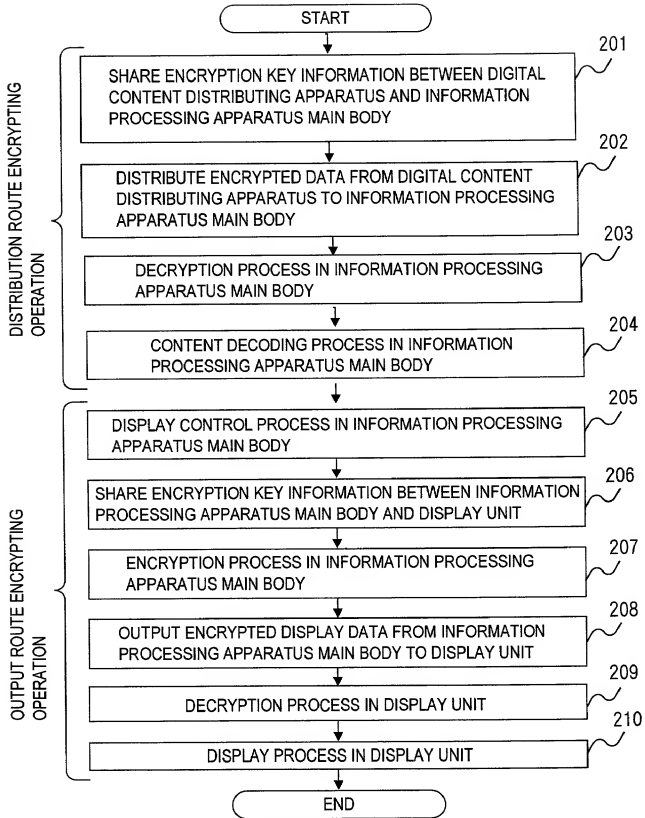 START
201
SHARE ENCRYPTION KEY INFORMATION BETWEEN DIGITAL
CONTENT DISTRIBUTING APPARATUS AND INFORMATION
PROCESSING APPARATUS MAIN BODY
202
DISTRIBUTE ENCRYPTED DATA FROM DIGITAL CONTENT
DISTRIBUTING APPARATUS TO INFORMATION PROCESSING
APPARATUS MAIN BODY
203
DECRYPTION PROCESS IN INFORMATION PROCESSING
APPARATUS MAIN BODY
204
CONTENT DECODING PROCESS IN INFORMATION
PROCESSING APPARATUS MAIN BODY
DISTRIBUTION ROUTE ENCRYPTING
OPERATION
205
DISPLAY CONTROL PROCESS IN INFORMATION PROCESSING
APPARATUS MAIN BODY
206
SHARE ENCRYPTION KEY INFORMATION BETWEEN INFORMATION
PROCESSING APPARATUS MAIN BODY AND DISPLAY UNIT
207
ENCRYPTION PROCESS IN INFORMATION PROCESSING
APPARATUS MAIN BODY
208
OUTPUT ENCRYPTED DISPLAY DATA FROM INFORMATION
PROCESSING APPARATUS MAIN BODY TO DISPLAY UNIT
209
DECRYPTION PROCESS IN DISPLAY UNIT
210
DISPLAY PROCESS IN DISPLAY UNIT
OUTPUT ROUTE ENCRYPTING
OPERATION
END